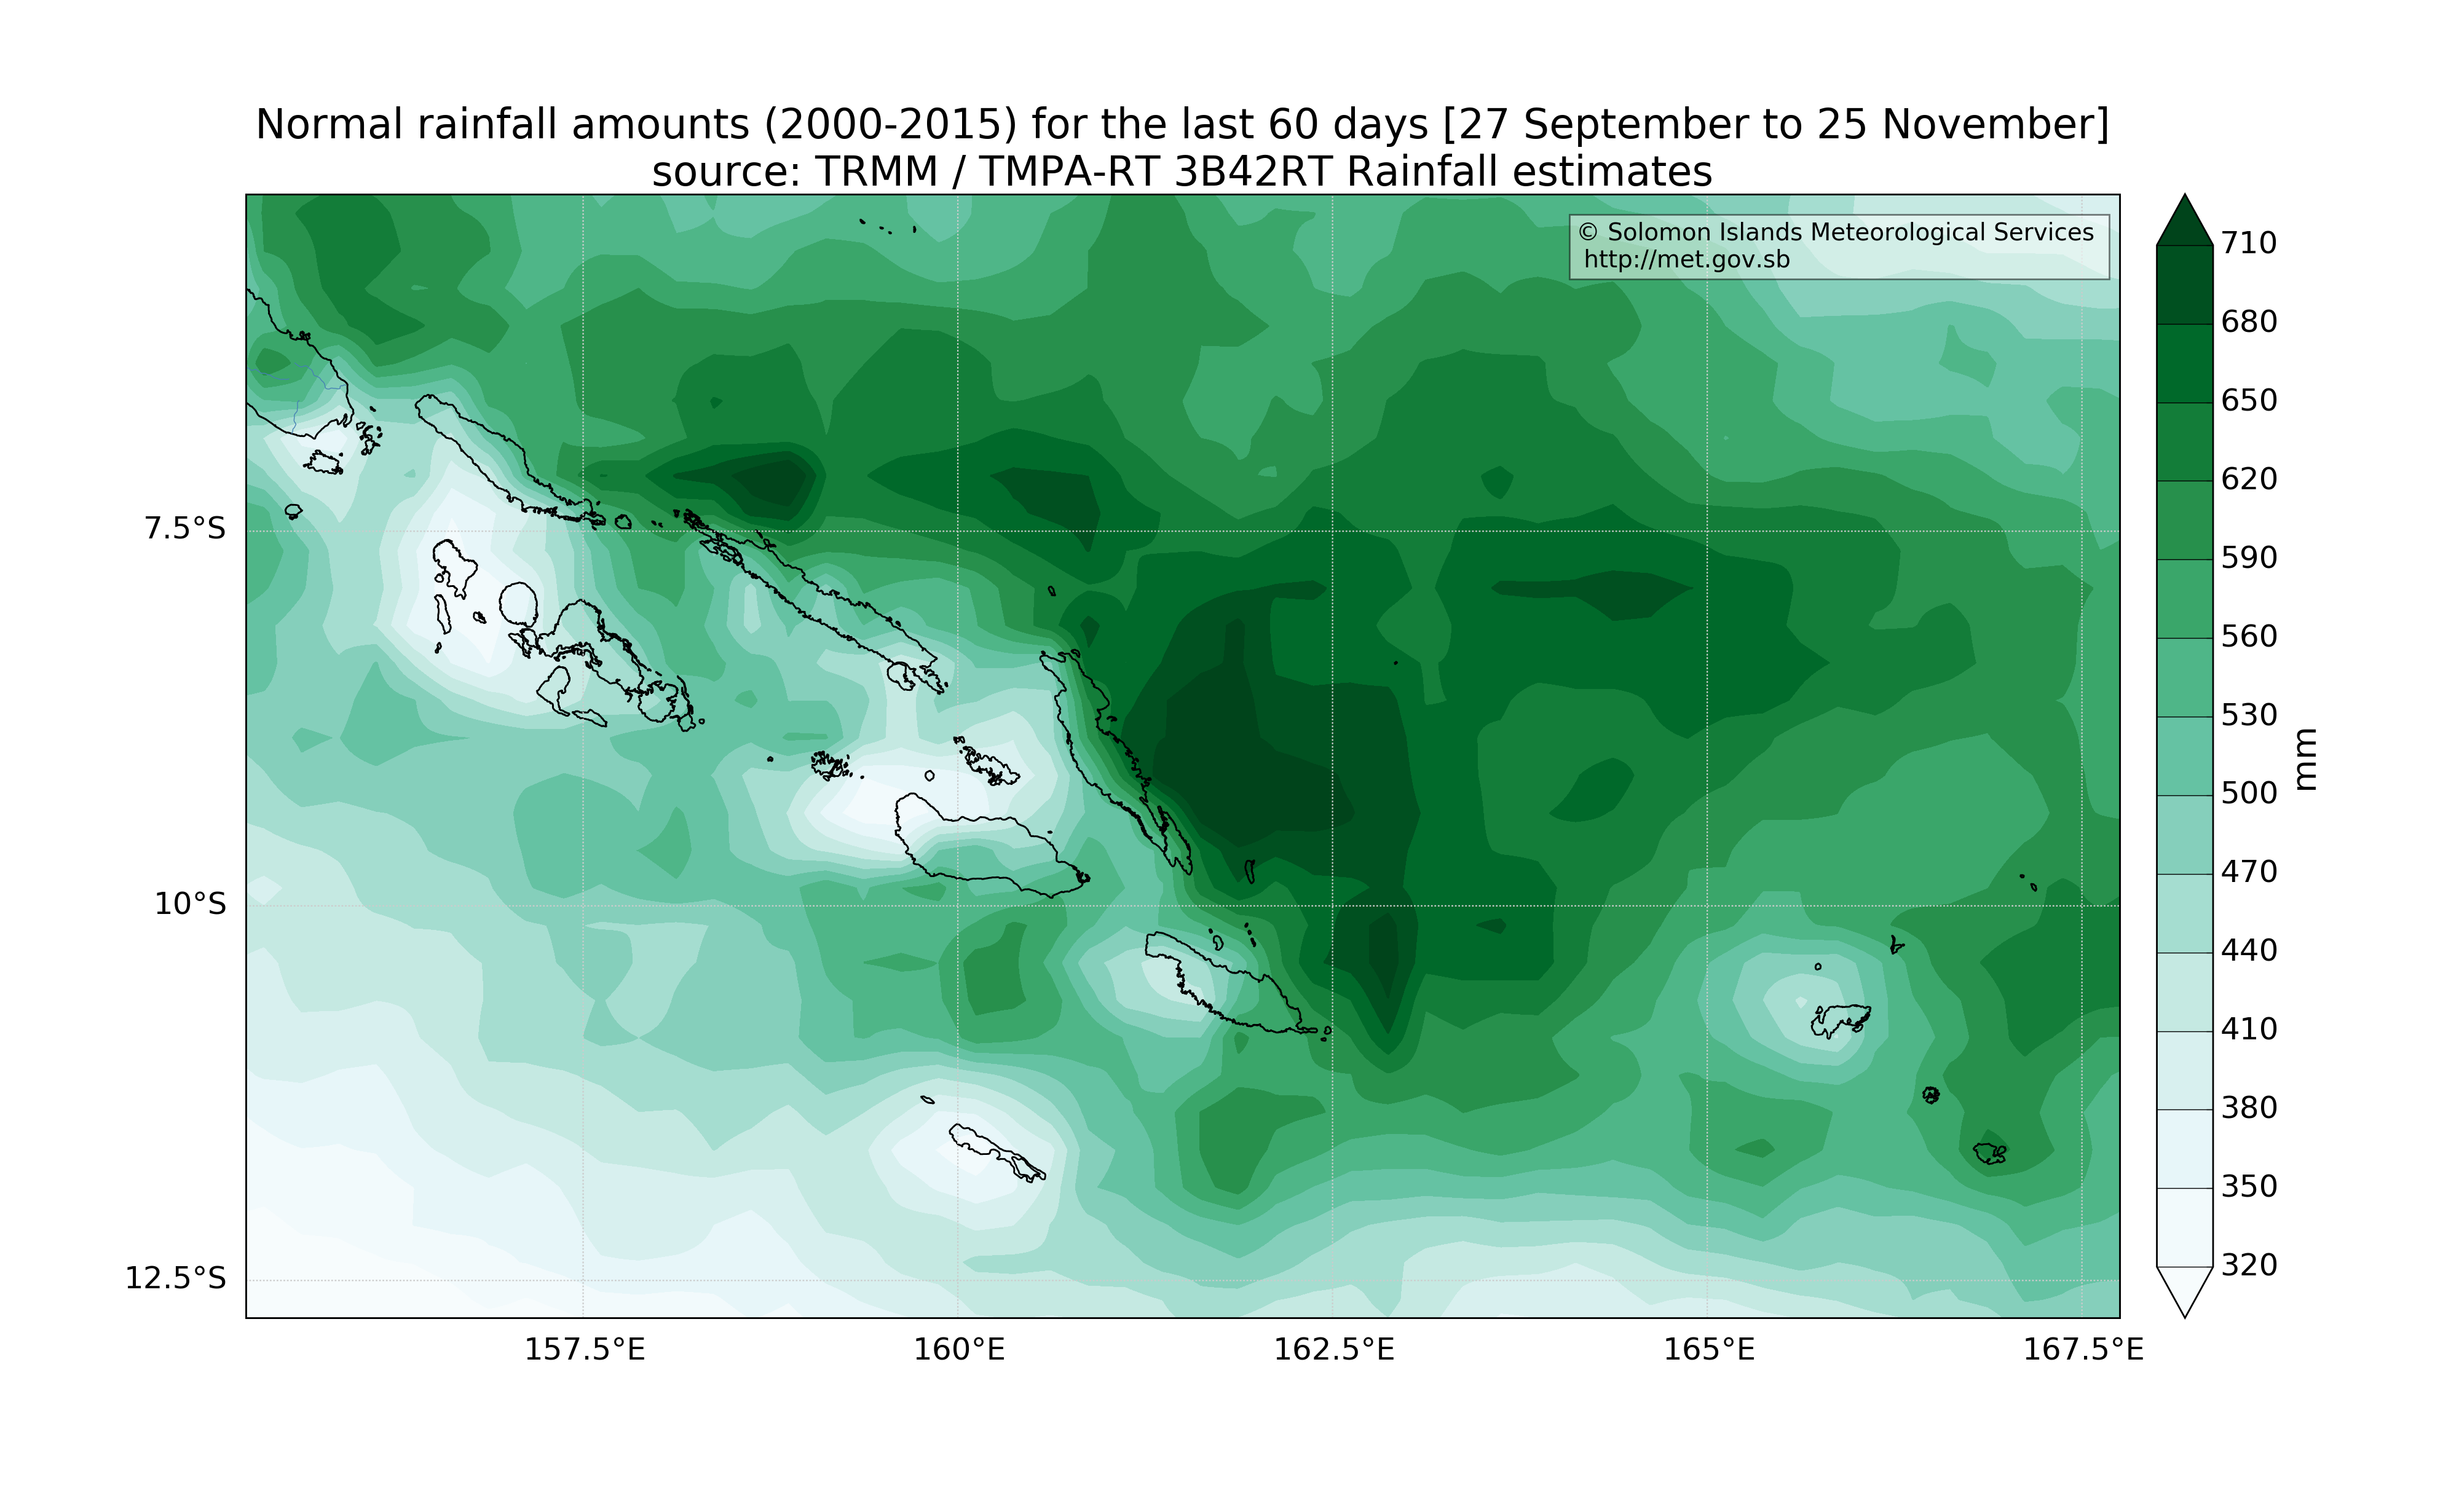 Normal rainfall amounts (2000-2015) for the last 60 days [27 September to 25 November]
source: TRMM / TMPA-RT 3B42RT Rainfall estimates
© Solomon Islands Meteorological Services
http://met.gov.sb
7.5°S
10°S
12.5°S
157.5°E
160°E
162.5°E
165°E
167.5°E
710
680
650
620
590
560
530
500
470
440
410
380
350
320
mm